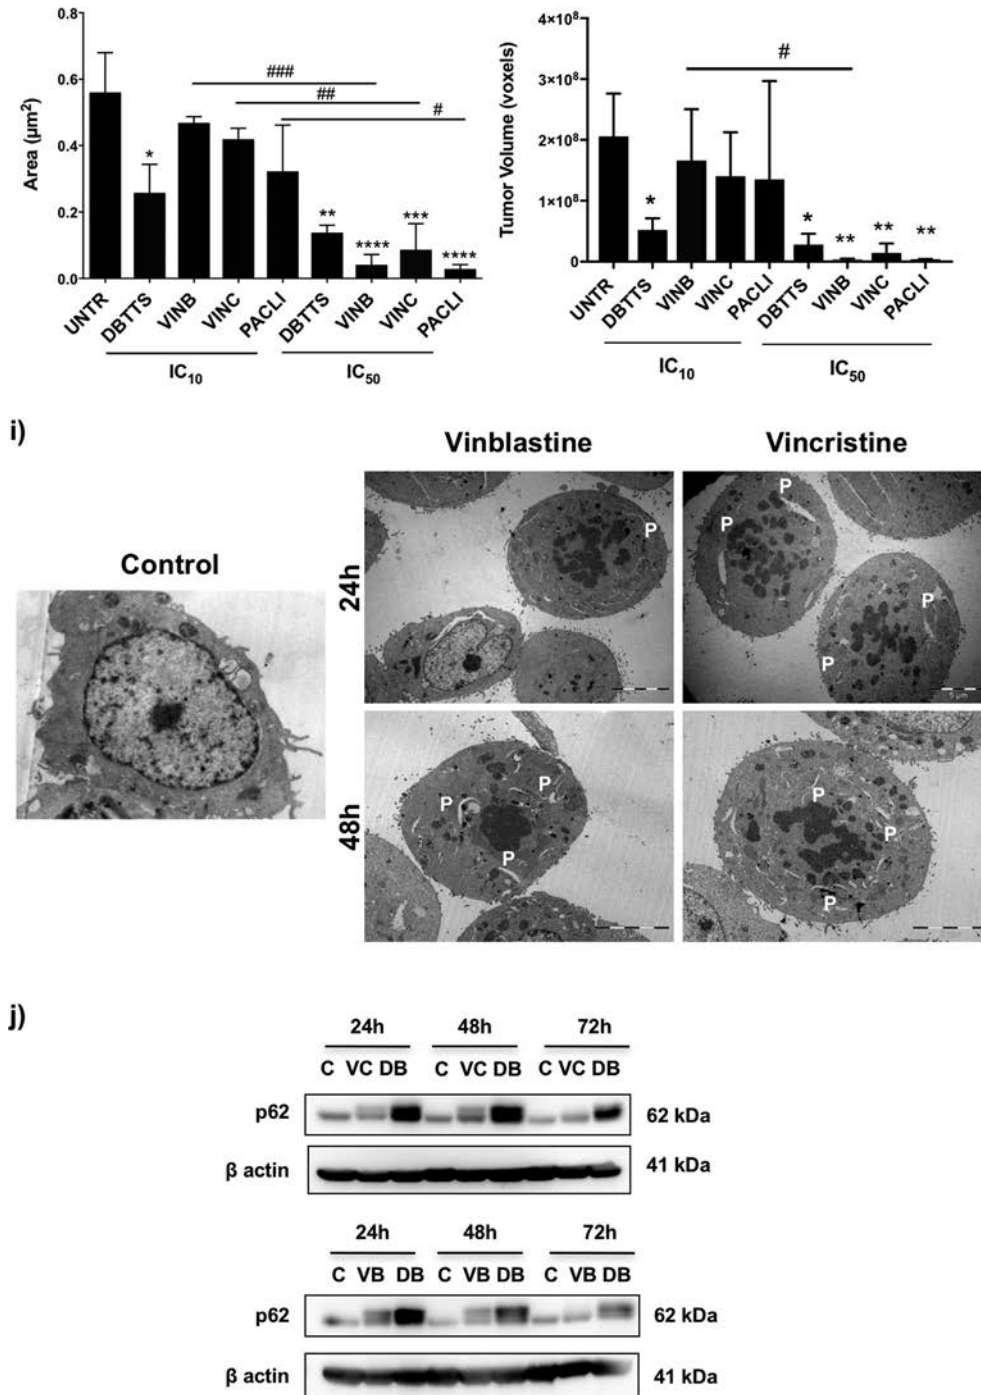 0.8
0.6
0.4
0.2
0.0
Area (µm²)
###
##
#
*
**
****
***
****
UNTR
DBTTS
VINB
VINC
PACLI
DBTTS
VINB
VINC
PACLI
IC₁₀
IC₅₀
4×10⁸
3×10⁸
2×10⁸
1×10⁸
0
Tumor Volume (voxels)
#
*
*
**
**
**
UNTR
DBTTS
VINB
VINC
PACLI
DBTTS
VINB
VINC
PACLI
IC₁₀
IC₅₀
i)
Vinblastine
Vincristine
Control
24h
P
P
P
P
P
5 µm
48h
P
P
P
P
P
P
j)
24h 48h 72h
C VC DB C VC DB C VC DB
p62 62 kDa
β actin 41 kDa
24h 48h 72h
C VB DB C VB DB C VB DB
p62 62 kDa
β actin 41 kDa